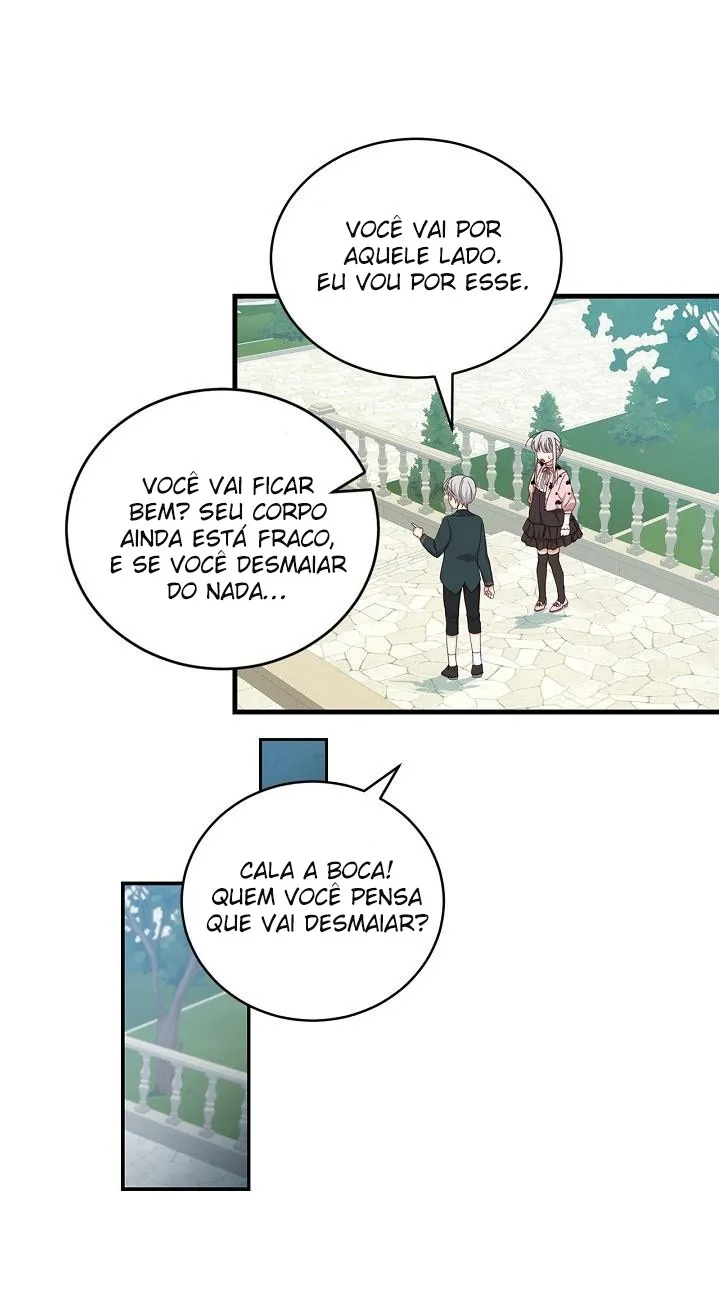 VOCÊ VAI POR
AQUELE LADO.
EU VOU POR ESSE.
VOCÊ VAI FICAR
BEM? SEU CORPO
AINDA ESTÁ FRACO,
E SE VOCÊ DESMAIAR
DO NADA...
CALA A BOCA!
QUEM VOCÊ PENSA
QUE VAI DESMAIAR?